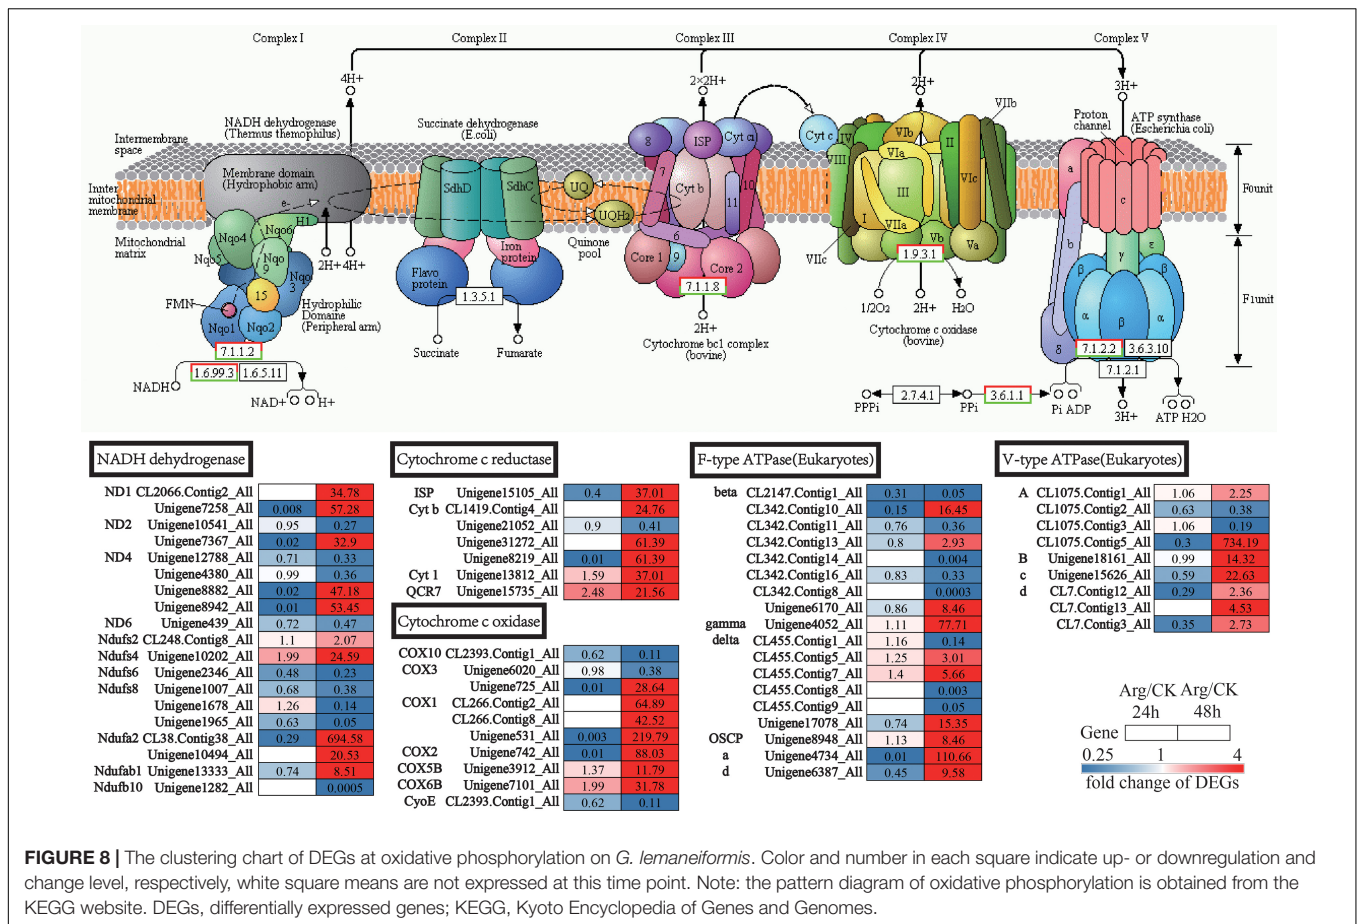 Complex I Complex II Complex III Complex IV Complex V
4H+ 2×2H+ 2H+ 3H+
NADH dehydrogenase
(Thermus themophilus)
Succinate dehydrogenase
(E.coli)
Intermembrane
space
Innter
mitochondrial
membrane
Mitochondrial
matrix
Membrane domain
(Hydrophobic arm)
e-
H1
Nqo4 Nqo6
Nqo5 Nqo
9 Nqo
3
15
FMN
Nqo1 Nqo2
Hydrophilic
Domaine
(Peripheral arm)
2H+ 4H+
7.1.1.2
1.6.99.3 1.6.5.11
NADH NAD+ H+
SdhD SdhC
Flavo
protein
Iron
protein
1.3.5.1
Succinate Fumarate
UQ
UQH2
Quinone
pool
8 ISP Cyt c1
7 Cyt b 10
11
6
Core 1 9 Core 2
7.1.1.8
2H+
Cytochrome bc1 complex
(bovine)
Cyt c
VIIb
IV VIb II
VIII VIa
III VIc
I VIIa
VIIc Vb Va
1.9.3.1
1/2O2 2H+ H2O
Cytochrome c oxidase
(bovine)
Proton
channel
ATP synthase
(Escherichia coli)
a c
b γ ε
β β
α β α
δ
F0unit
F1unit
7.1.2.2 3.6.3.10
7.1.2.1
PPPi 2.7.4.1 PPi 3.6.1.1 Pi ADP
3H+ ATP H2O
NADH dehydrogenase
ND1 CL2066.Contig2_All 34.78
Unigene7258_All 0.008 57.28
ND2 Unigene10541_All 0.95 0.27
Unigene7367_All 0.02 32.9
ND4 Unigene12788_All 0.71 0.33
Unigene4380_All 0.99 0.36
Unigene8882_All 0.02 47.18
Unigene8942_All 0.01 53.45
ND6 Unigene439_All 0.72 0.47
Ndufs2 CL248.Contig8_All 1.1 2.07
Ndufs4 Unigene10202_All 1.99 24.59
Ndufs6 Unigene2346_All 0.48 0.23
Ndufs8 Unigene1007_All 0.68 0.38
Unigene1678_All 1.26 0.14
Unigene1965_All 0.63 0.05
Ndufa2 CL38.Contig38_All 0.29 694.58
Unigene10494_All 20.53
Ndufab1 Unigene13333_All 0.74 8.51
Ndufb10 Unigene1282_All 0.0005
Cytochrome c reductase
ISP Unigene15105_All 0.4 37.01
Cyt b CL1419.Contig4_All 24.76
Unigene21052_All 0.9 0.41
Unigene31272_All 61.39
Unigene8219_All 0.01 61.39
Cyt 1 Unigene13812_All 1.59 37.01
QCR7 Unigene15735_All 2.48 21.56
Cytochrome c oxidase
COX10 CL2393.Contig1_All 0.62 0.11
COX3 Unigene6020_All 0.98 0.38
Unigene725_All 0.01 28.64
COX1 CL266.Contig2_All 64.89
CL266.Contig8_All 42.52
Unigene531_All 0.003 219.79
COX2 Unigene742_All 0.01 88.03
COX5B Unigene3912_All 1.37 11.79
COX6B Unigene7101_All 1.99 31.78
CyoE CL2393.Contig1_All 0.62 0.11
F-type ATPase(Eukaryotes)
beta CL2147.Contig1_All 0.31 0.05
CL342.Contig10_All 0.15 16.45
CL342.Contig11_All 0.76 0.36
CL342.Contig13_All 0.8 2.93
CL342.Contig14_All 0.004
CL342.Contig16_All 0.83 0.33
CL342.Contig8_All 0.0003
Unigene6170_All 0.86 8.46
gamma Unigene4052_All 1.11 77.71
delta CL455.Contig1_All 1.16 0.14
CL455.Contig5_All 1.25 3.01
CL455.Contig7_All 1.4 5.66
CL455.Contig8_All 0.003
CL455.Contig9_All 0.05
Unigene17078_All 0.74 15.35
OSCP Unigene8948_All 1.13 8.46
a Unigene4734_All 0.01 110.66
d Unigene6387_All 0.45 9.58
V-type ATPase(Eukaryotes)
A CL1075.Contig1_All 1.06 2.25
CL1075.Contig2_All 0.63 0.38
CL1075.Contig3_All 1.06 0.19
CL1075.Contig5_All 0.3 734.19
B Unigene18161_All 0.99 14.32
c Unigene15626_All 0.59 22.63
d CL7.Contig12_All 0.29 2.36
CL7.Contig13_All 4.53
CL7.Contig3_All 0.35 2.73
Arg/CK Arg/CK
24h 48h
Gene
0.25 1 4
fold change of DEGs
FIGURE 8 | The clustering chart of DEGs at oxidative phosphorylation on G. lemaneiformis. Color and number in each square indicate up- or downregulation and
change level, respectively, white square means are not expressed at this time point. Note: the pattern diagram of oxidative phosphorylation is obtained from the
KEGG website. DEGs, differentially expressed genes; KEGG, Kyoto Encyclopedia of Genes and Genomes.